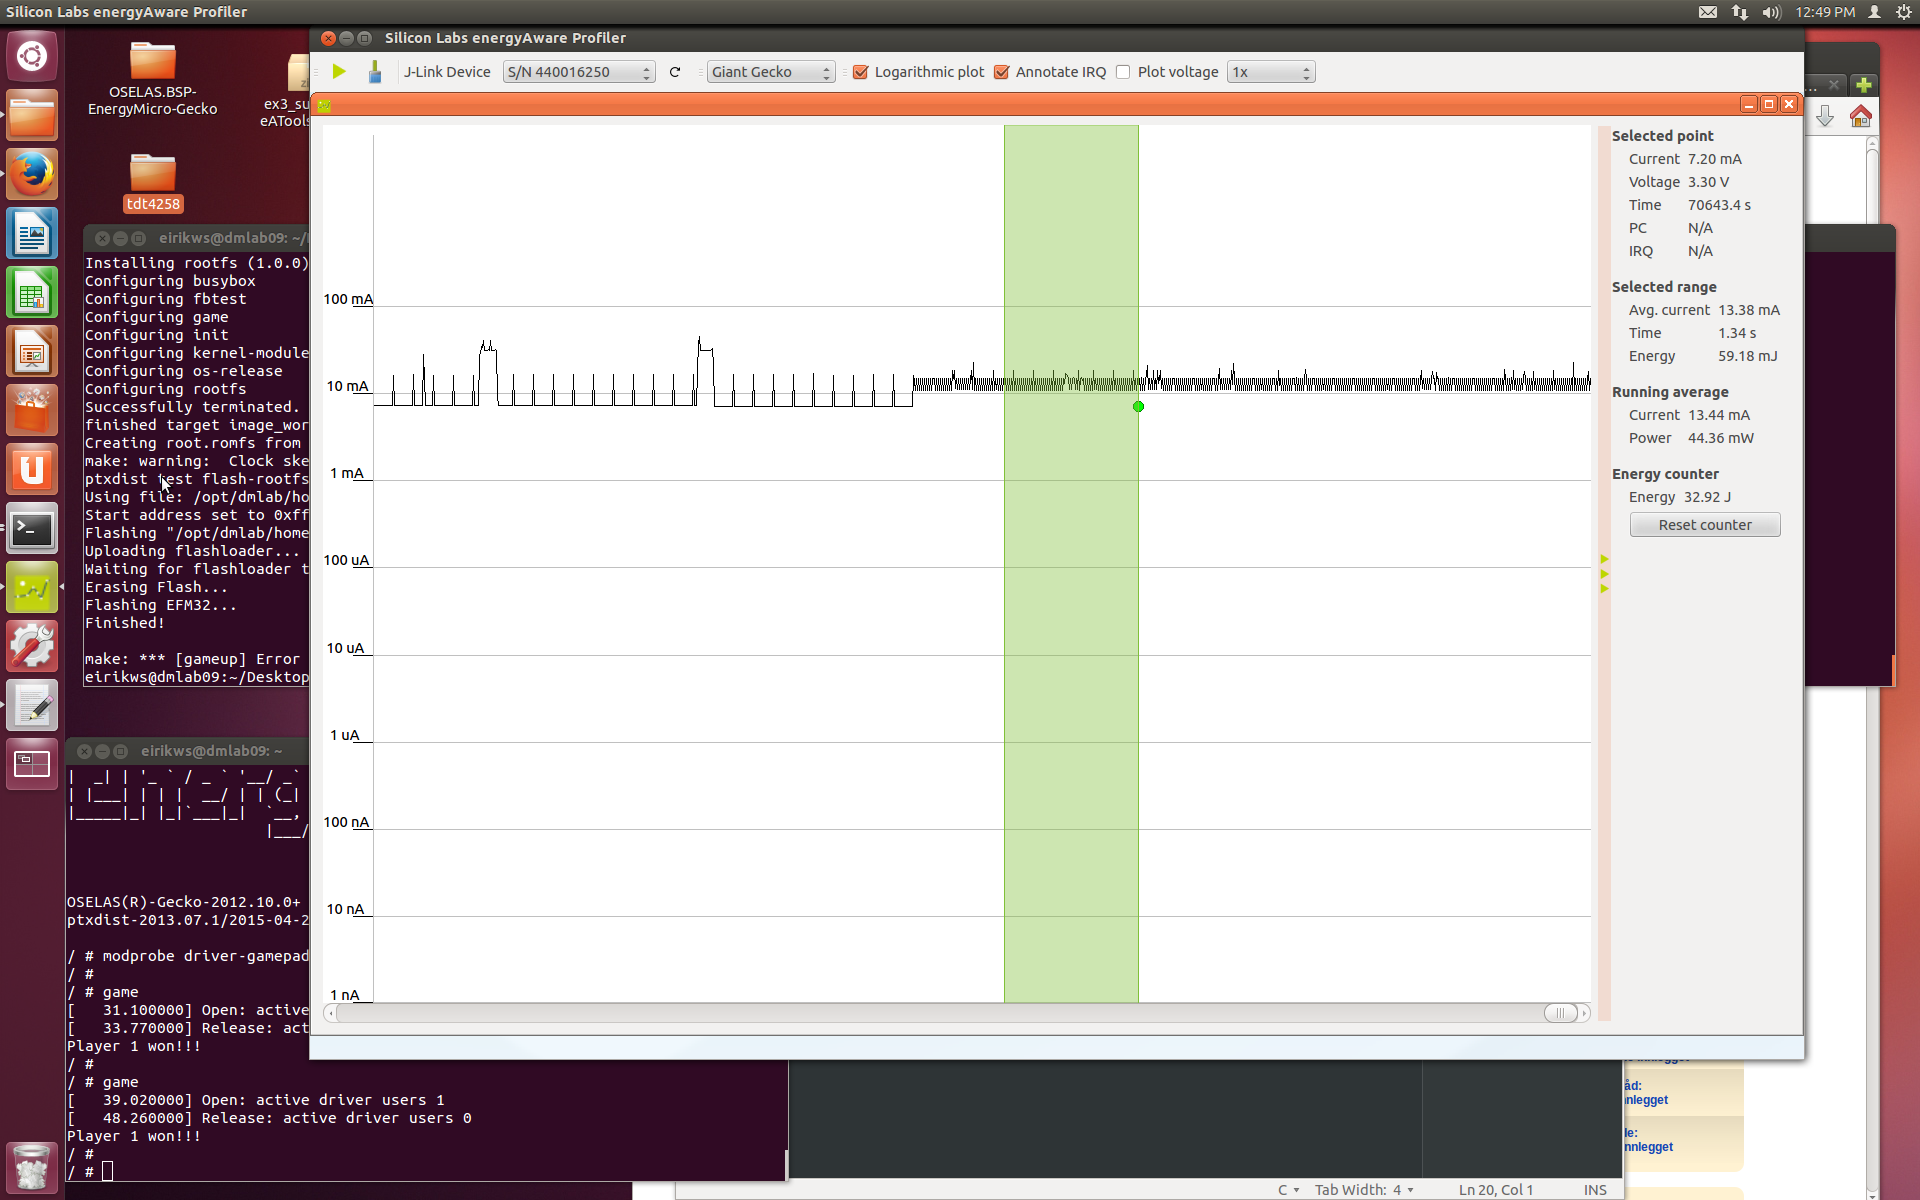 Silicon Labs energyAware Profiler
12:49 PM
OSELAS.BSP-
EnergyMicro-Gecko
ex3_su
eATools
tdt4258
Silicon Labs energyAware Profiler
J-Link Device
S/N 440016250
Giant Gecko
Logarithmic plot
Annotate IRQ
Plot voltage
1x
eirikws@dmlab09: ~/
Installing rootfs (1.0.0)
Configuring busybox
Configuring fbtest
Configuring game
Configuring init
Configuring kernel-module
Configuring os-release
Configuring rootfs
Successfully terminated.
finished target image_wor
Creating root.romfs from
make: warning:  Clock ske
ptxdist test flash-rootfs
Using file: /opt/dmlab/ho
Start address set to 0xff
Flashing "/opt/dmlab/home
Uploading flashloader...
Waiting for flashloader t
Erasing Flash...
Flashing EFM32...
Finished!
make: *** [gameup] Error
eirikws@dmlab09:~/Desktop
100 mA
10 mA
1 mA
100 uA
10 uA
1 uA
100 nA
10 nA
1 nA
Selected point
Current 7.20 mA
Voltage 3.30 V
Time 70643.4 s
PC N/A
IRQ N/A
Selected range
Avg. current 13.38 mA
Time 1.34 s
Energy 59.18 mJ
Running average
Current 13.44 mA
Power 44.36 mW
Energy counter
Energy 32.92 J
Reset counter
eirikws@dmlab09: ~
OSELAS(R)-Gecko-2012.10.0+
ptxdist-2013.07.1/2015-04-2
/ # modprobe driver-gamepad
/ #
/ # game
[   31.100000] Open: active
[   33.770000] Release: act
Player 1 won!!!
/ #
/ # game
[   39.020000] Open: active driver users 1
[   48.260000] Release: active driver users 0
Player 1 won!!!
/ #
/ #
åd:
nnlegget
le:
nnlegget
C
Tab Width: 4
Ln 20, Col 1
INS